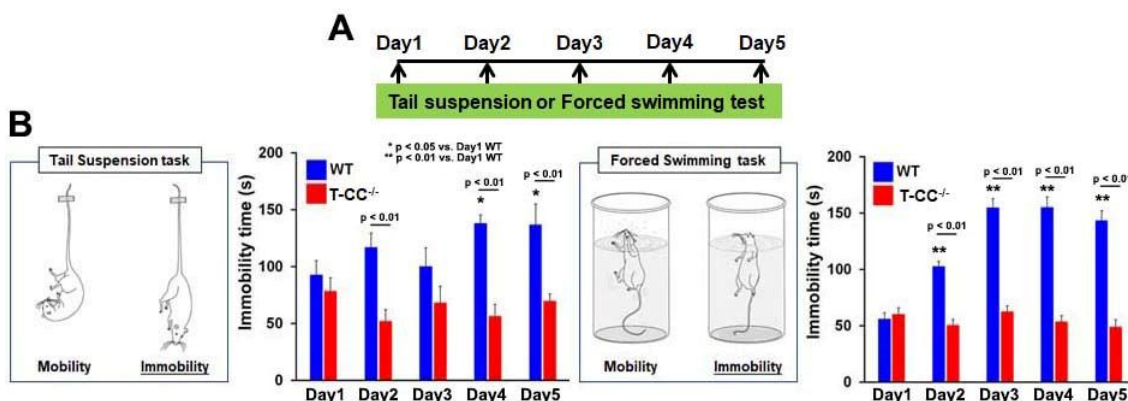 A
Day1 Day2 Day3 Day4 Day5
Tail suspension or Forced swimming test
B
Tail Suspension task
Mobility Immobility
* p < 0.05 vs. Day1 WT
** p < 0.01 vs. Day1 WT
WT
T-CC-/-
Immobility time (s)
200
150
100
50
0
p < 0.01
p < 0.01
*
p < 0.01
*
Day1 Day2 Day3 Day4 Day5
Forced Swimming task
Mobility Immobility
WT
T-CC-/-
Immobility time (s)
200
150
100
50
0
p < 0.01
**
p < 0.01
**
p < 0.01
**
p < 0.01
**
Day1 Day2 Day3 Day4 Day5